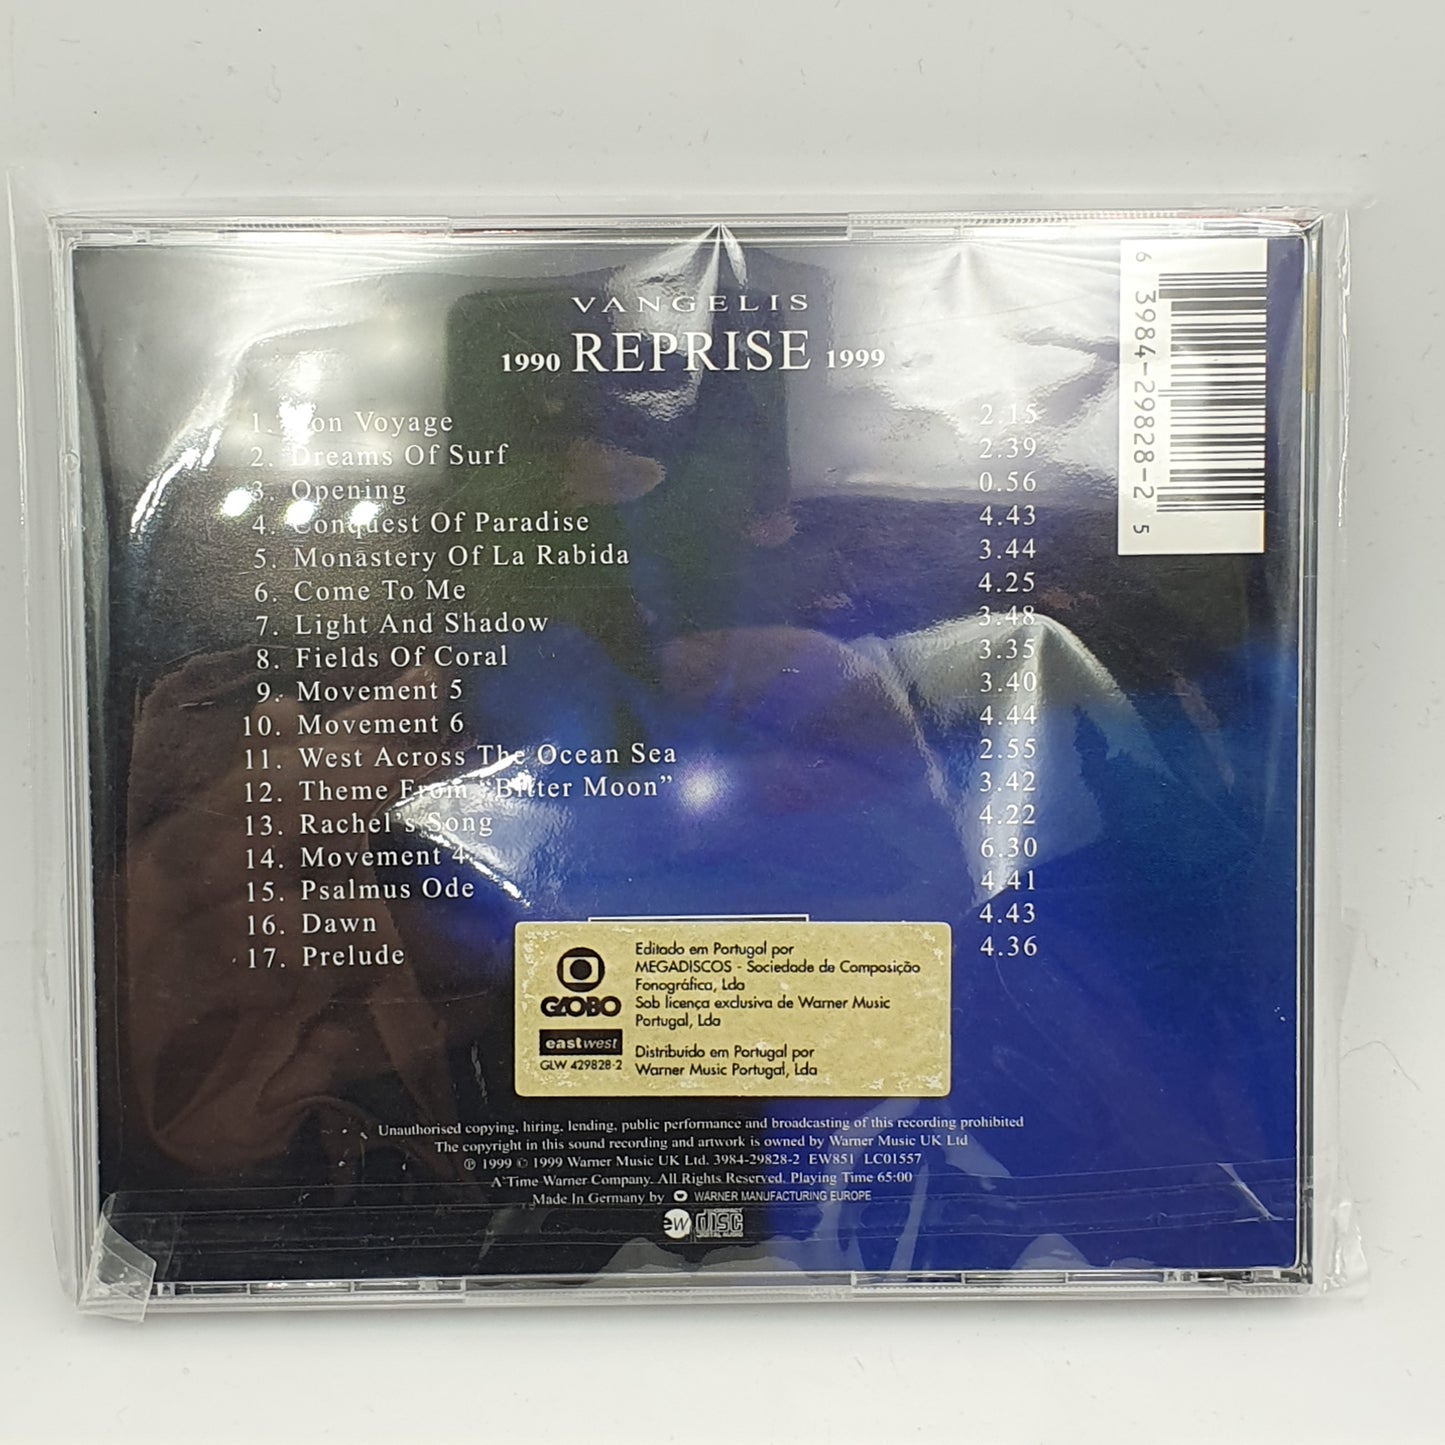 VANGELIS
1990 REPRISE 1999
1. Bon Voyage 2.15
2. Dreams Of Surf 2.39
3. Opening 0.56
4. Conquest Of Paradise 4.43
5. Monastery Of La Rabida 3.44
6. Come To Me 4.25
7. Light And Shadow 3.48
8. Fields Of Coral 3.35
9. Movement 5 3.40
10. Movement 6 4.44
11. West Across The Ocean Sea 2.55
12. Theme From “Bitter Moon” 3.42
13. Rachel's Song 4.22
14. Movement 4 6.30
15. Psalmus Ode 4.41
16. Dawn 4.43
17. Prelude 4.36
6 3984-29828-2 5
GLOBO
eastwest
GLW 429828-2
Editado em Portugal por
MEGADISCOS - Sociedade de Composição
Fonográfica, Lda
Sob licença exclusiva de Warner Music
Portugal, Lda
Distribuído em Portugal por
Warner Music Portugal, Lda
Unauthorised copying, hiring, lending, public performance and broadcasting of this recording prohibited
The copyright in this sound recording and artwork is owned by Warner Music UK Ltd
℗ 1999 © 1999 Warner Music UK Ltd. 3984-29828-2 EW851 LC01557
A Time Warner Company. All Rights Reserved. Playing Time 65:00
Made In Germany by WARNER MANUFACTURING EUROPE
ew COMPACT disc DIGITAL AUDIO